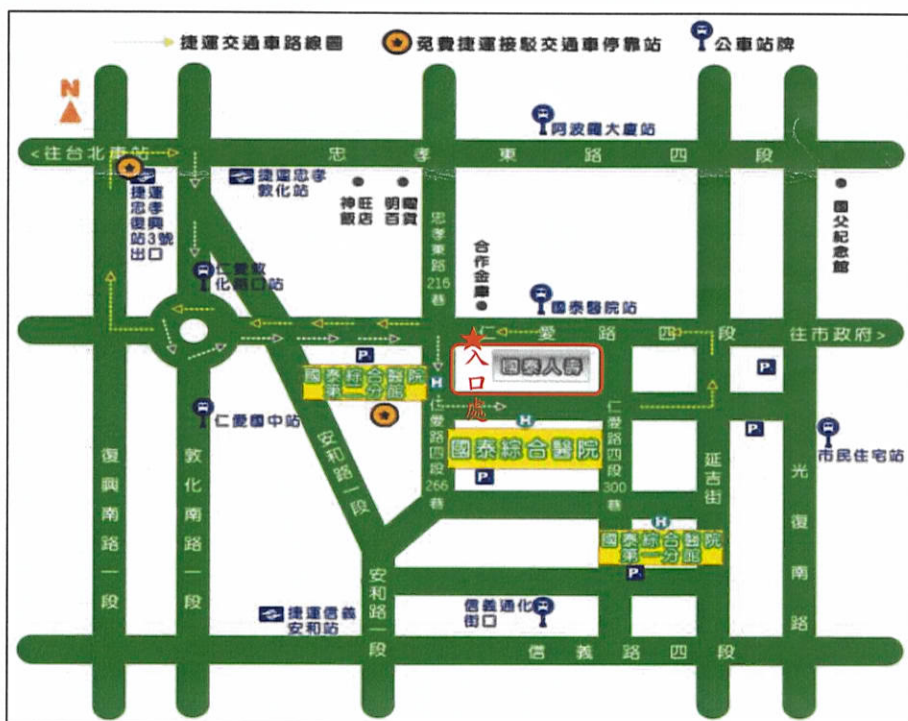 捷運交通車路線圖
免費捷運接駁交通車停靠站
公車站牌
N
阿波羅大廈站
<往台北車站
忠孝東路四段
捷運忠孝復興站3號出口
捷運忠孝
敦化站
神旺
飯店
明曜
百貨
忠孝東路216巷
合作金庫
國父紀念館
仁愛敦
化路口站
國泰醫院站
仁愛路四段
往市政府>
入口處
國泰人壽
P
國泰綜合醫院
第二分館
H
P
H
仁愛國中站
仁愛路四段266巷
國泰綜合醫院
仁愛路四段300巷
P
市民住宅站
安和路一段
P
復興南路一段
敦化南路一段
延吉街
光復南路
H
國泰綜合醫院
第一分館
P
安和路一段
捷運信義
安和站
信義通化
街口
信義路四段